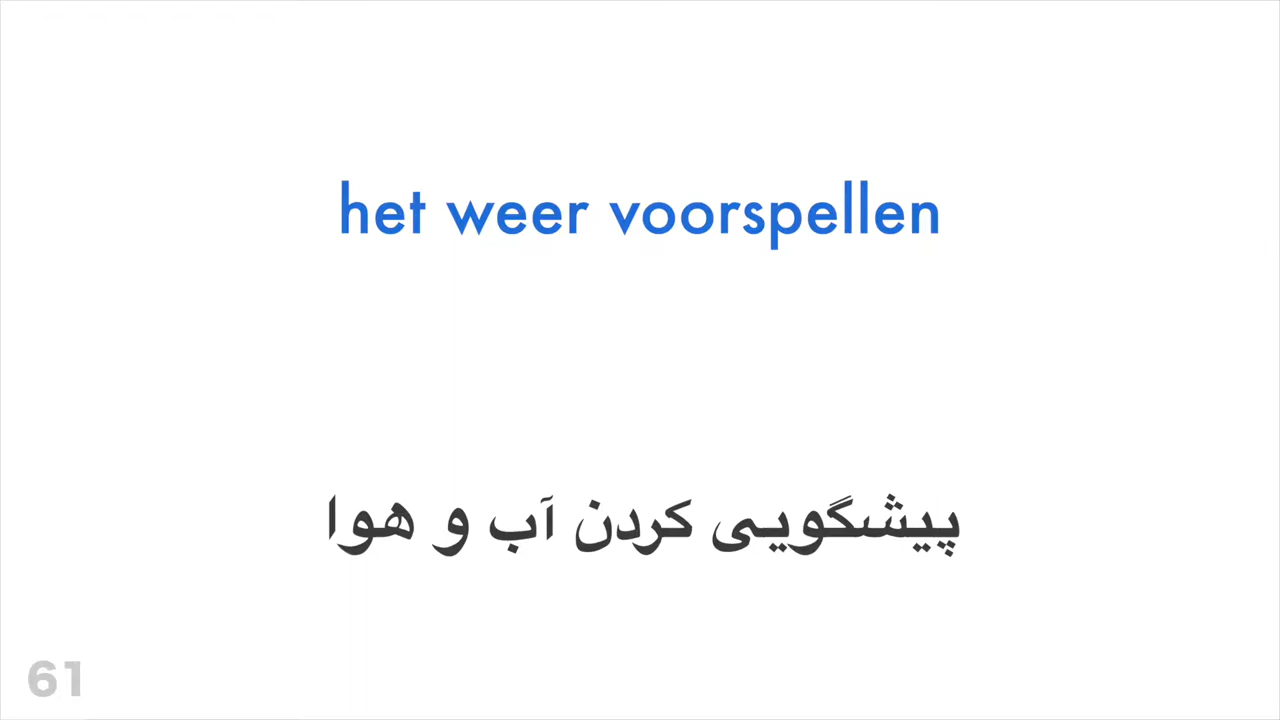 het weer voorspellen
پیشگویی کردن آب و هوا
61